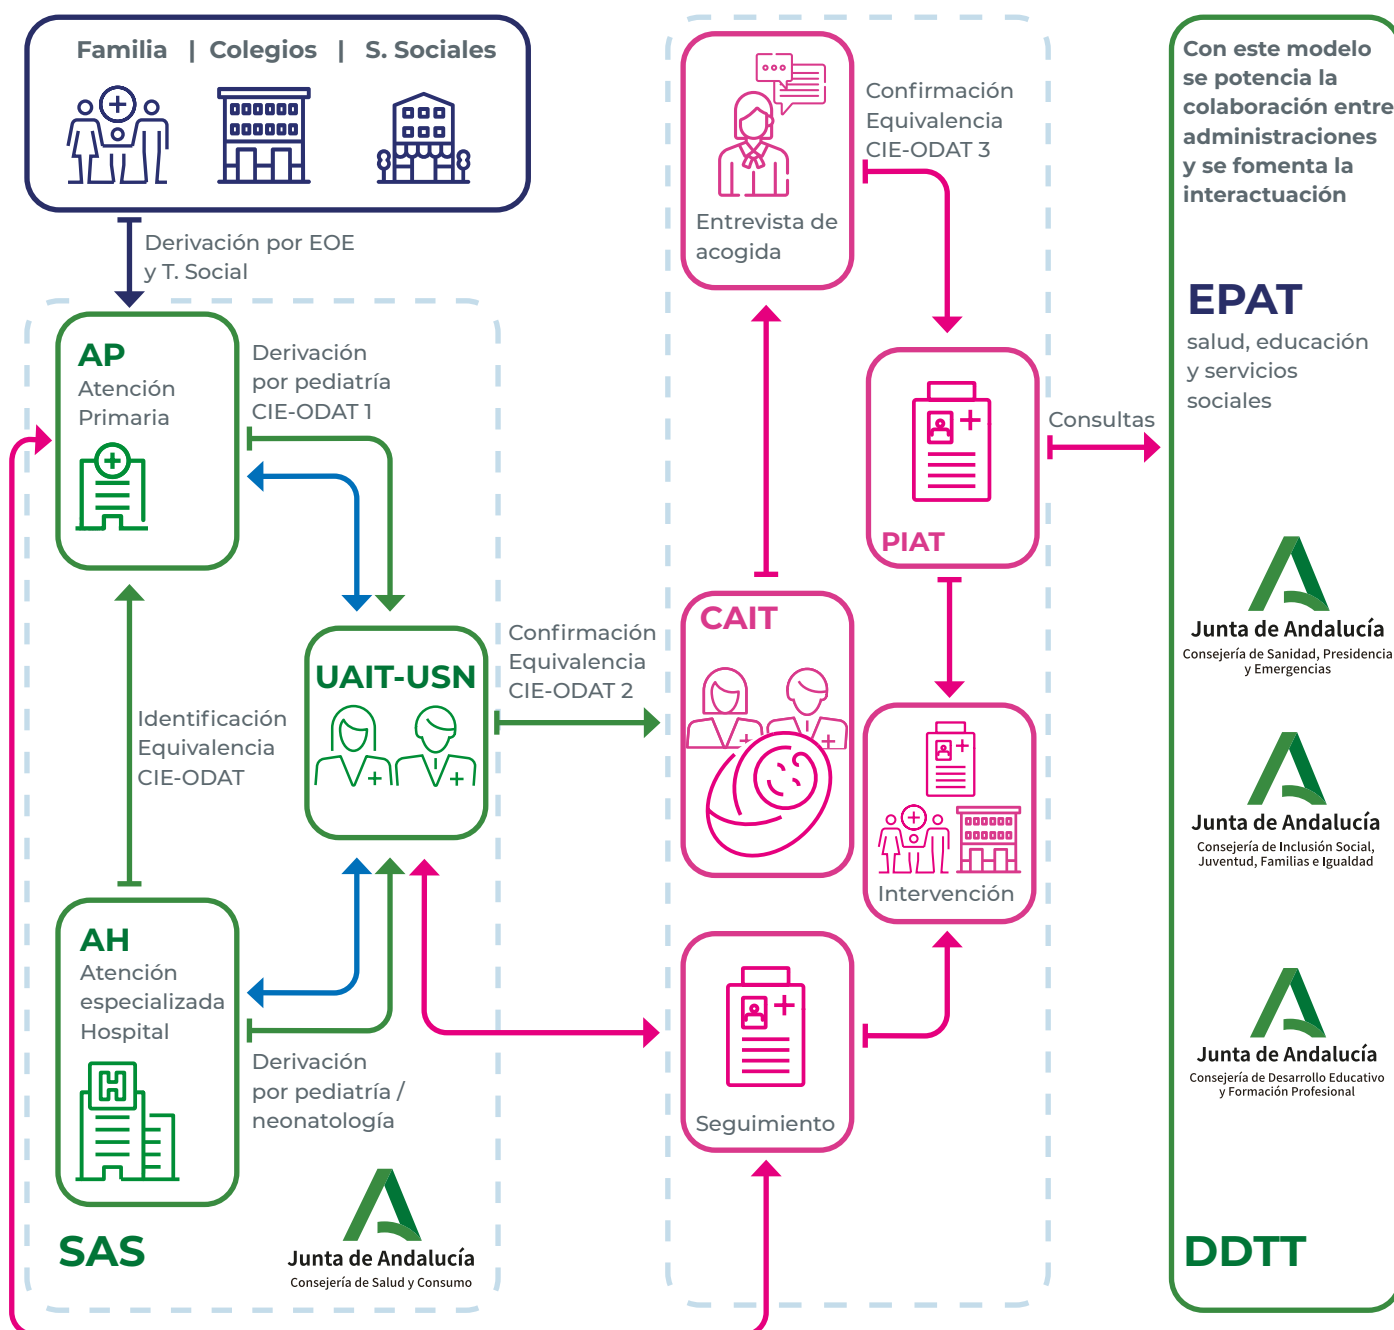 Familia | Colegios | S. Sociales
Derivación por EOE
y T. Social
AP
Atención
Primaria
Derivación
por pediatría
CIE-ODAT 1
Identificación
Equivalencia
CIE-ODAT
UAIT-USN
AH
Atención
especializada
Hospital
Derivación
por pediatría /
neonatología
SAS
Junta de Andalucía
Consejería de Salud y Consumo
Confirmación
Equivalencia
CIE-ODAT 2
Entrevista de
acogida
Confirmación
Equivalencia
CIE-ODAT 3
CAIT
PIAT
Intervención
Seguimiento
Consultas
Con este modelo
se potencia la
colaboración entre
administraciones
y se fomenta la
interactuación
EPAT
salud, educación
y servicios
sociales
Junta de Andalucía
Consejería de Sanidad, Presidencia
y Emergencias
Junta de Andalucía
Consejería de Inclusión Social,
Juventud, Familias e Igualdad
Junta de Andalucía
Consejería de Desarrollo Educativo
y Formación Profesional
DDTT